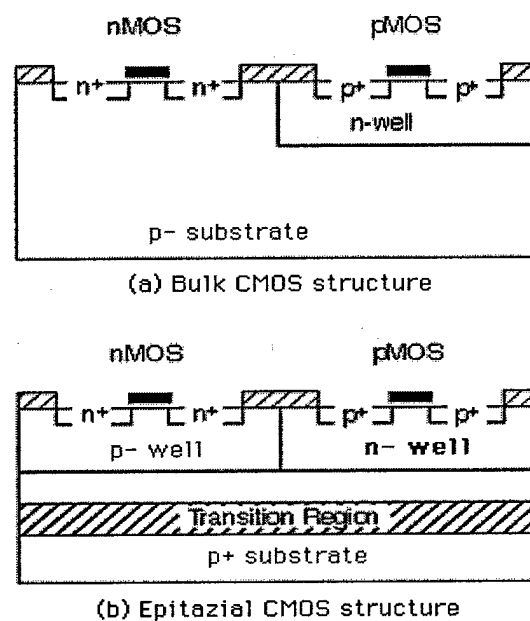 nMOS pMOS
n+ n+ p+ p+
n-well
p- substrate
(a) Bulk CMOS structure
nMOS pMOS
n+ n+ p+ p+
p- well n- well
Transition Region
p+ substrate
(b) Epitazial CMOS structure